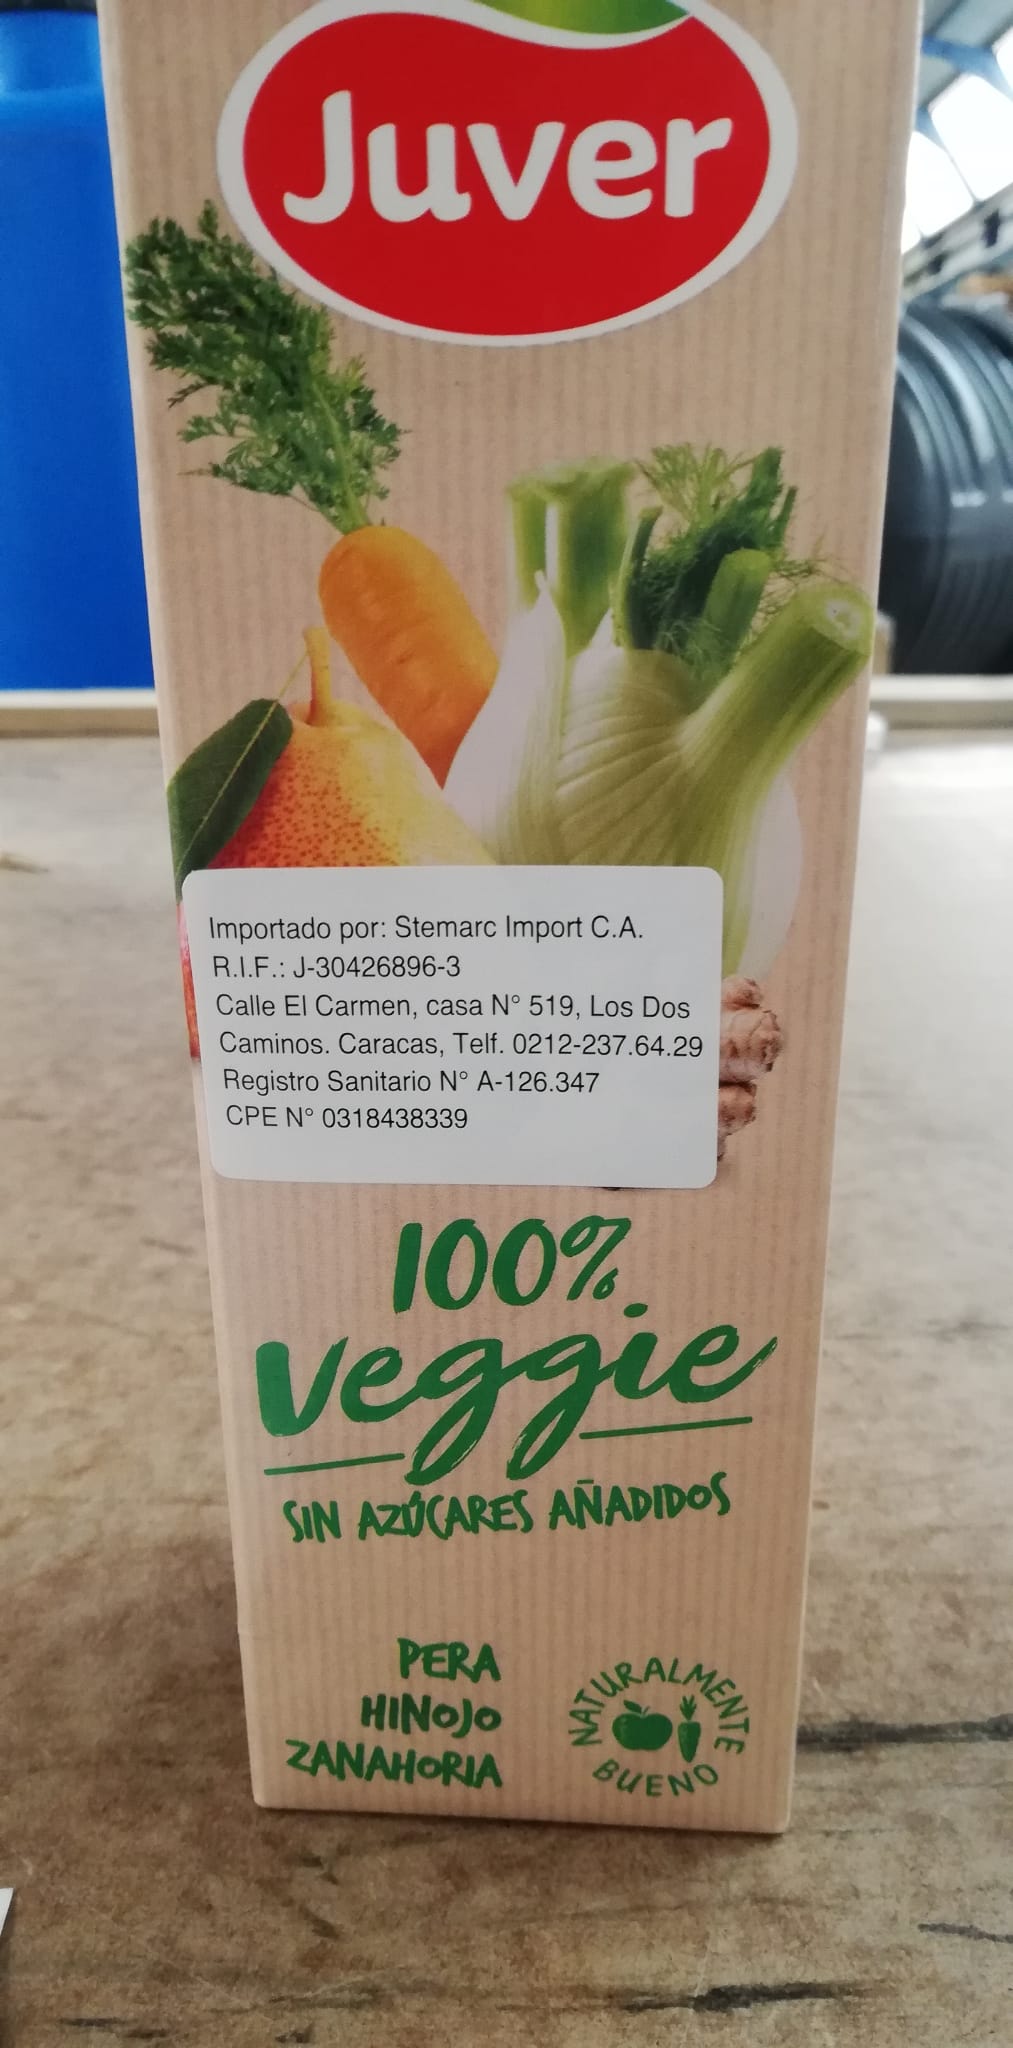 Juver
Importado por: Stemarc Import C.A.
R.I.F.: J-30426896-3
Calle El Carmen, casa N° 519, Los Dos
Caminos. Caracas, Telf. 0212-237.64.29
Registro Sanitario N° A-126.347
CPE N° 0318438339
100%
Veggie
SIN AZÚCARES AÑADIDOS
PERA
HINOJO
ZANAHORIA
NATURALMENTE
BUENO